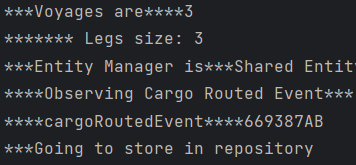 ***Voyages are****3
******* Legs size: 3
***Entity Manager is***Shared Entit
****Observing Cargo Routed Event***
****cargoRoutedEvent****669387AB
***Going to store in repository